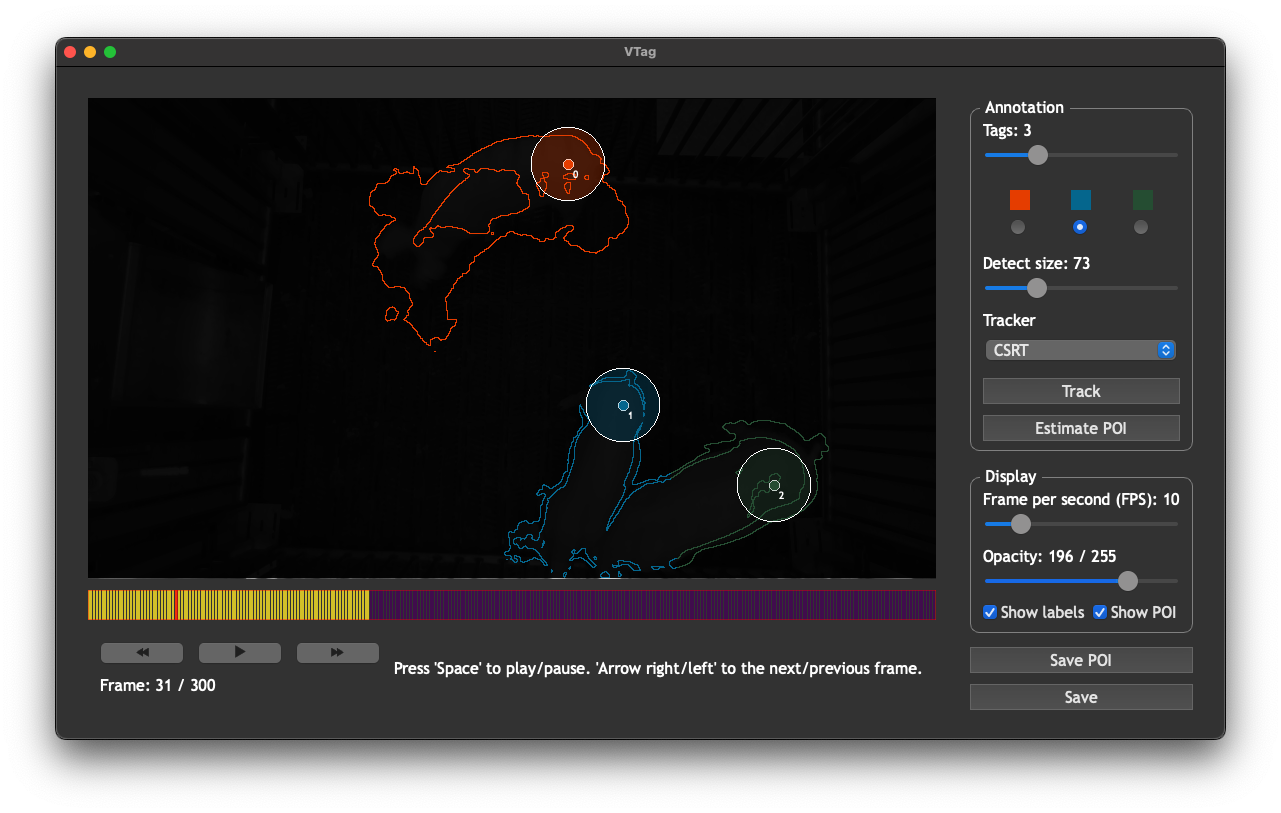 VTag
0
1
2
Annotation
Tags: 3
Detect size: 73
Tracker
CSRT
Track
Estimate POI
Display
Frame per second (FPS): 10
Opacity: 196 / 255
Show labels
Show POI
Save POI
Save
Press 'Space' to play/pause. 'Arrow right/left' to the next/previous frame.
Frame: 31 / 300